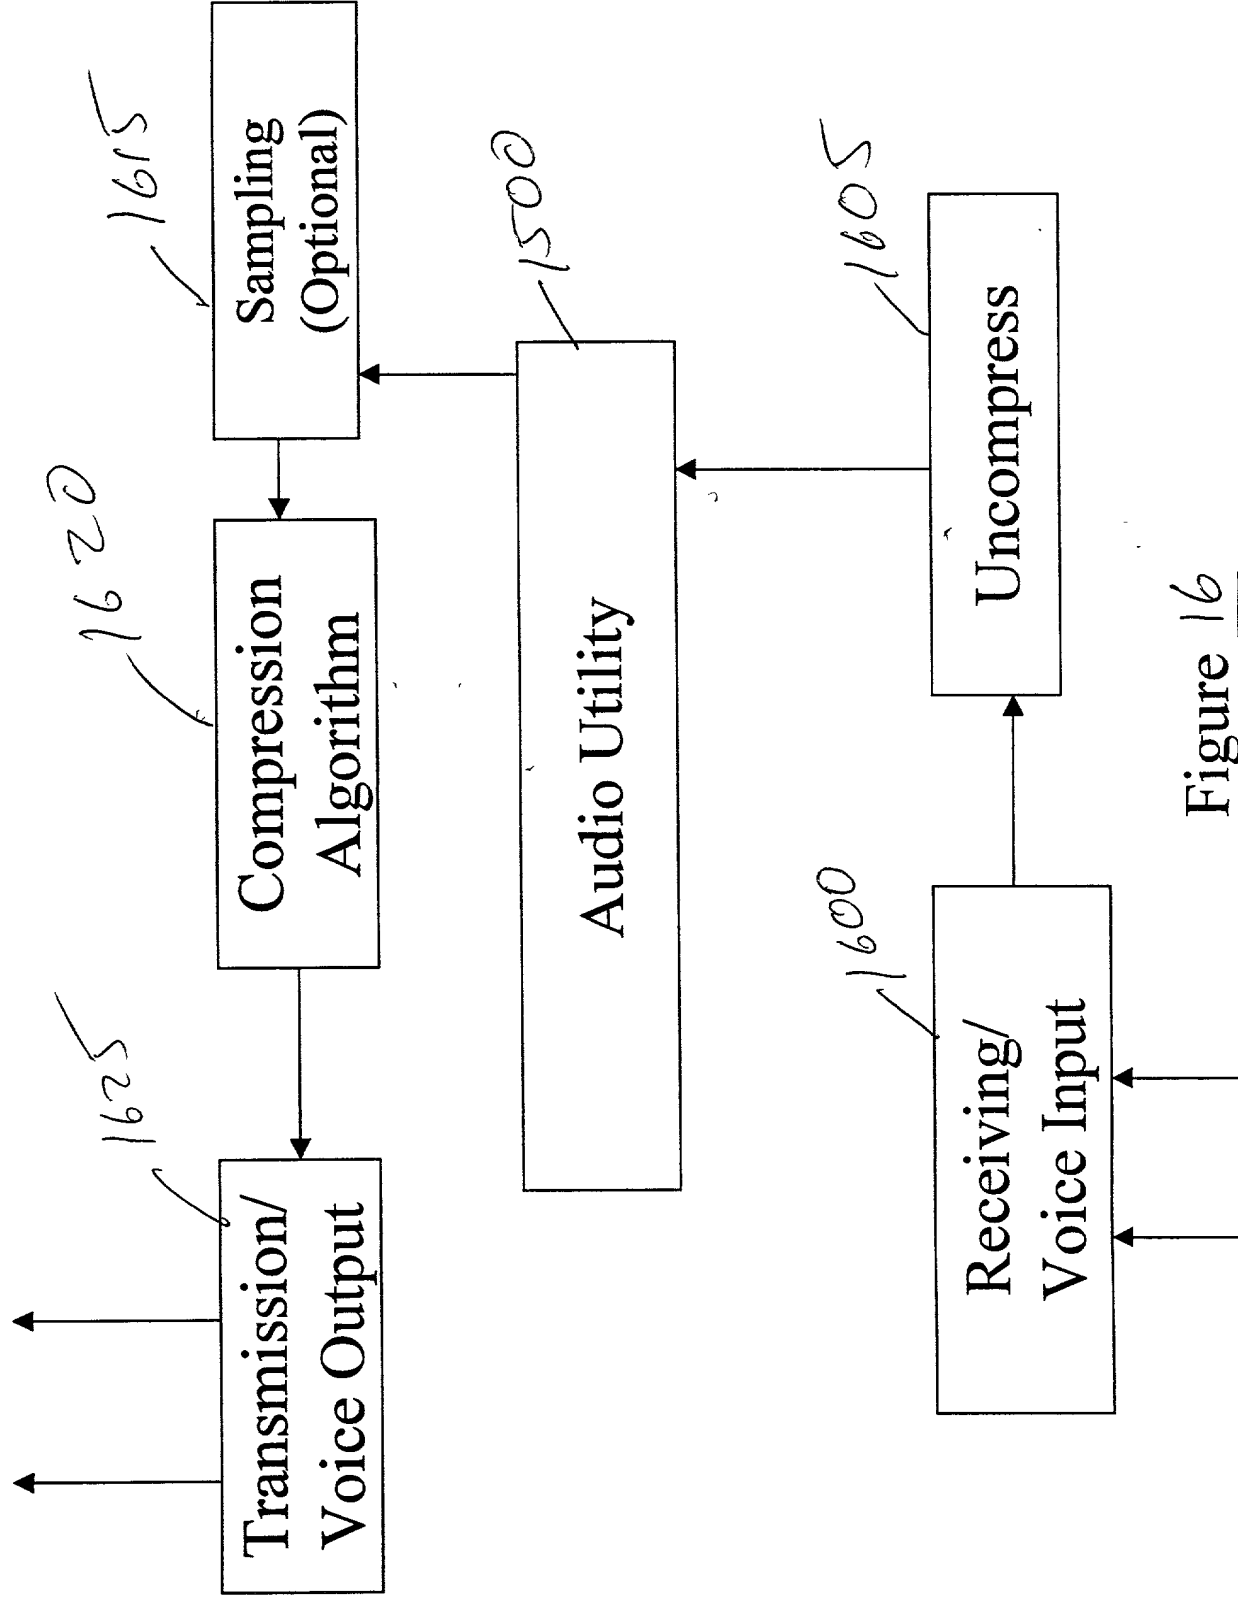 1625
Transmission/
Voice Output
1620
Compression
Algorithm
1615
Sampling
(Optional)
1500
Audio Utility
1600
Receiving/
Voice Input
1605
Uncompress
Figure 16